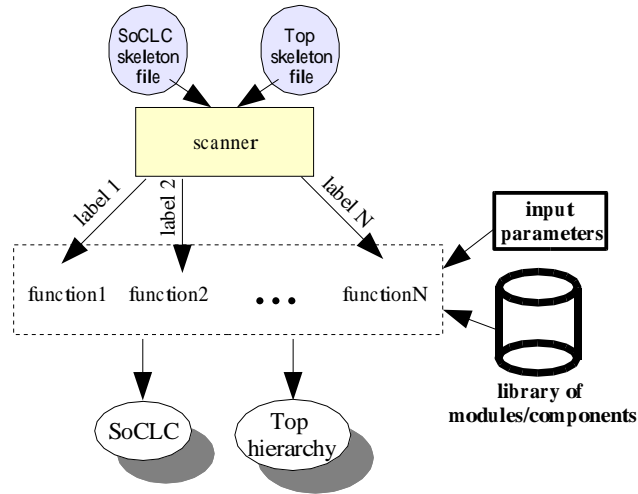 SoCLC
skeleton
file
Top
skeleton
file
scanner
label 1
label 2
label N
input
parameters
function1 function2 ... functionN
library of
modules/components
SoCLC
Top
hierarchy